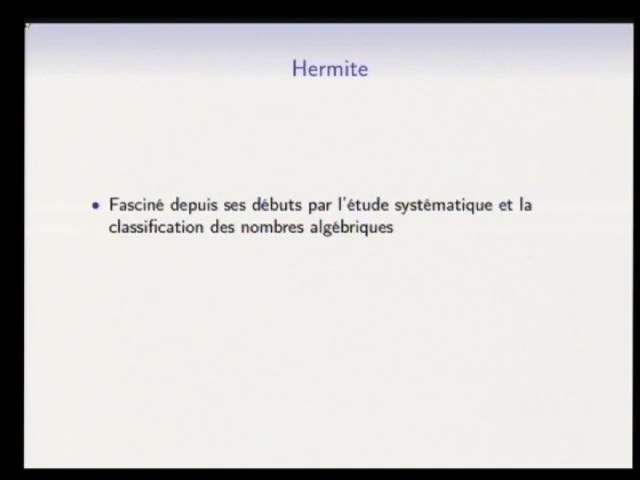 Hermite
• Fasciné depuis ses débuts par l'étude systématique et la
classification des nombres algébriques